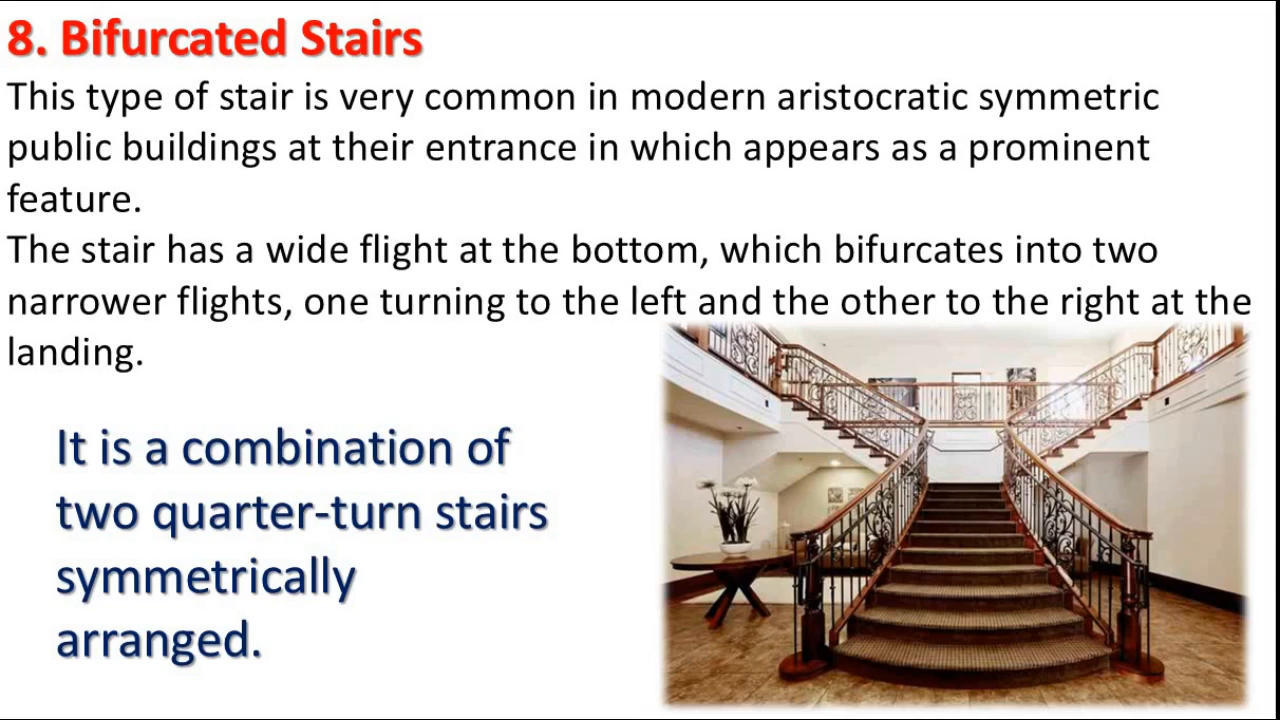 8. Bifurcated Stairs
This type of stair is very common in modern aristocratic symmetric
public buildings at their entrance in which appears as a prominent
feature.
The stair has a wide flight at the bottom, which bifurcates into two
narrower flights, one turning to the left and the other to the right at the
landing.
It is a combination of
two quarter-turn stairs
symmetrically
arranged.